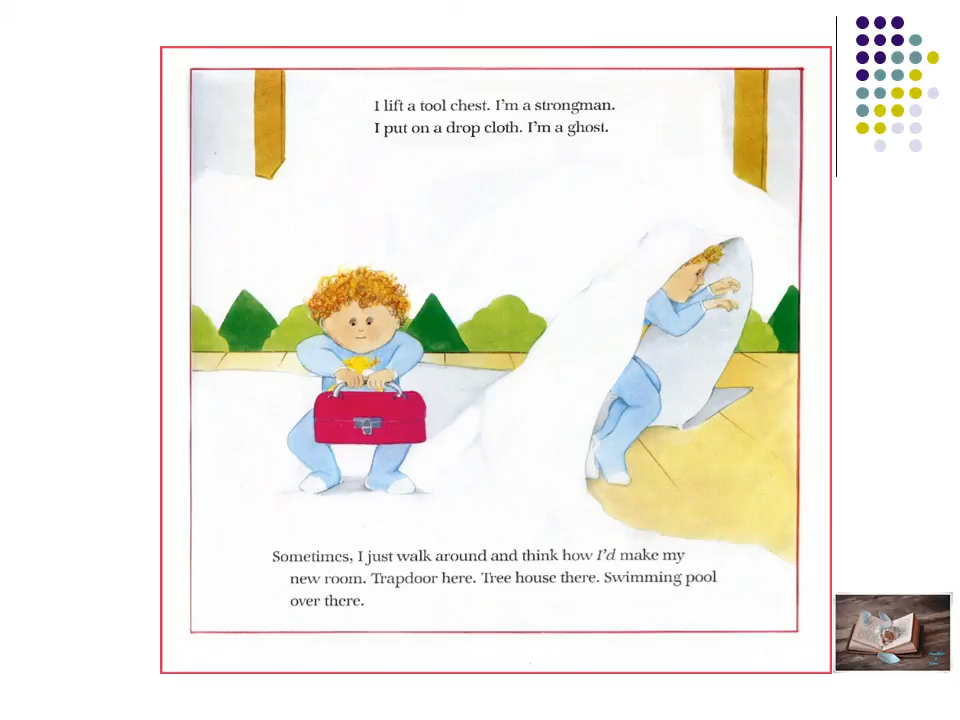 I lift a tool chest. I'm a strongman.
I put on a drop cloth. I'm a ghost.
Sometimes, I just walk around and think how I'd make my
new room. Trapdoor here. Tree house there. Swimming pool
over there.